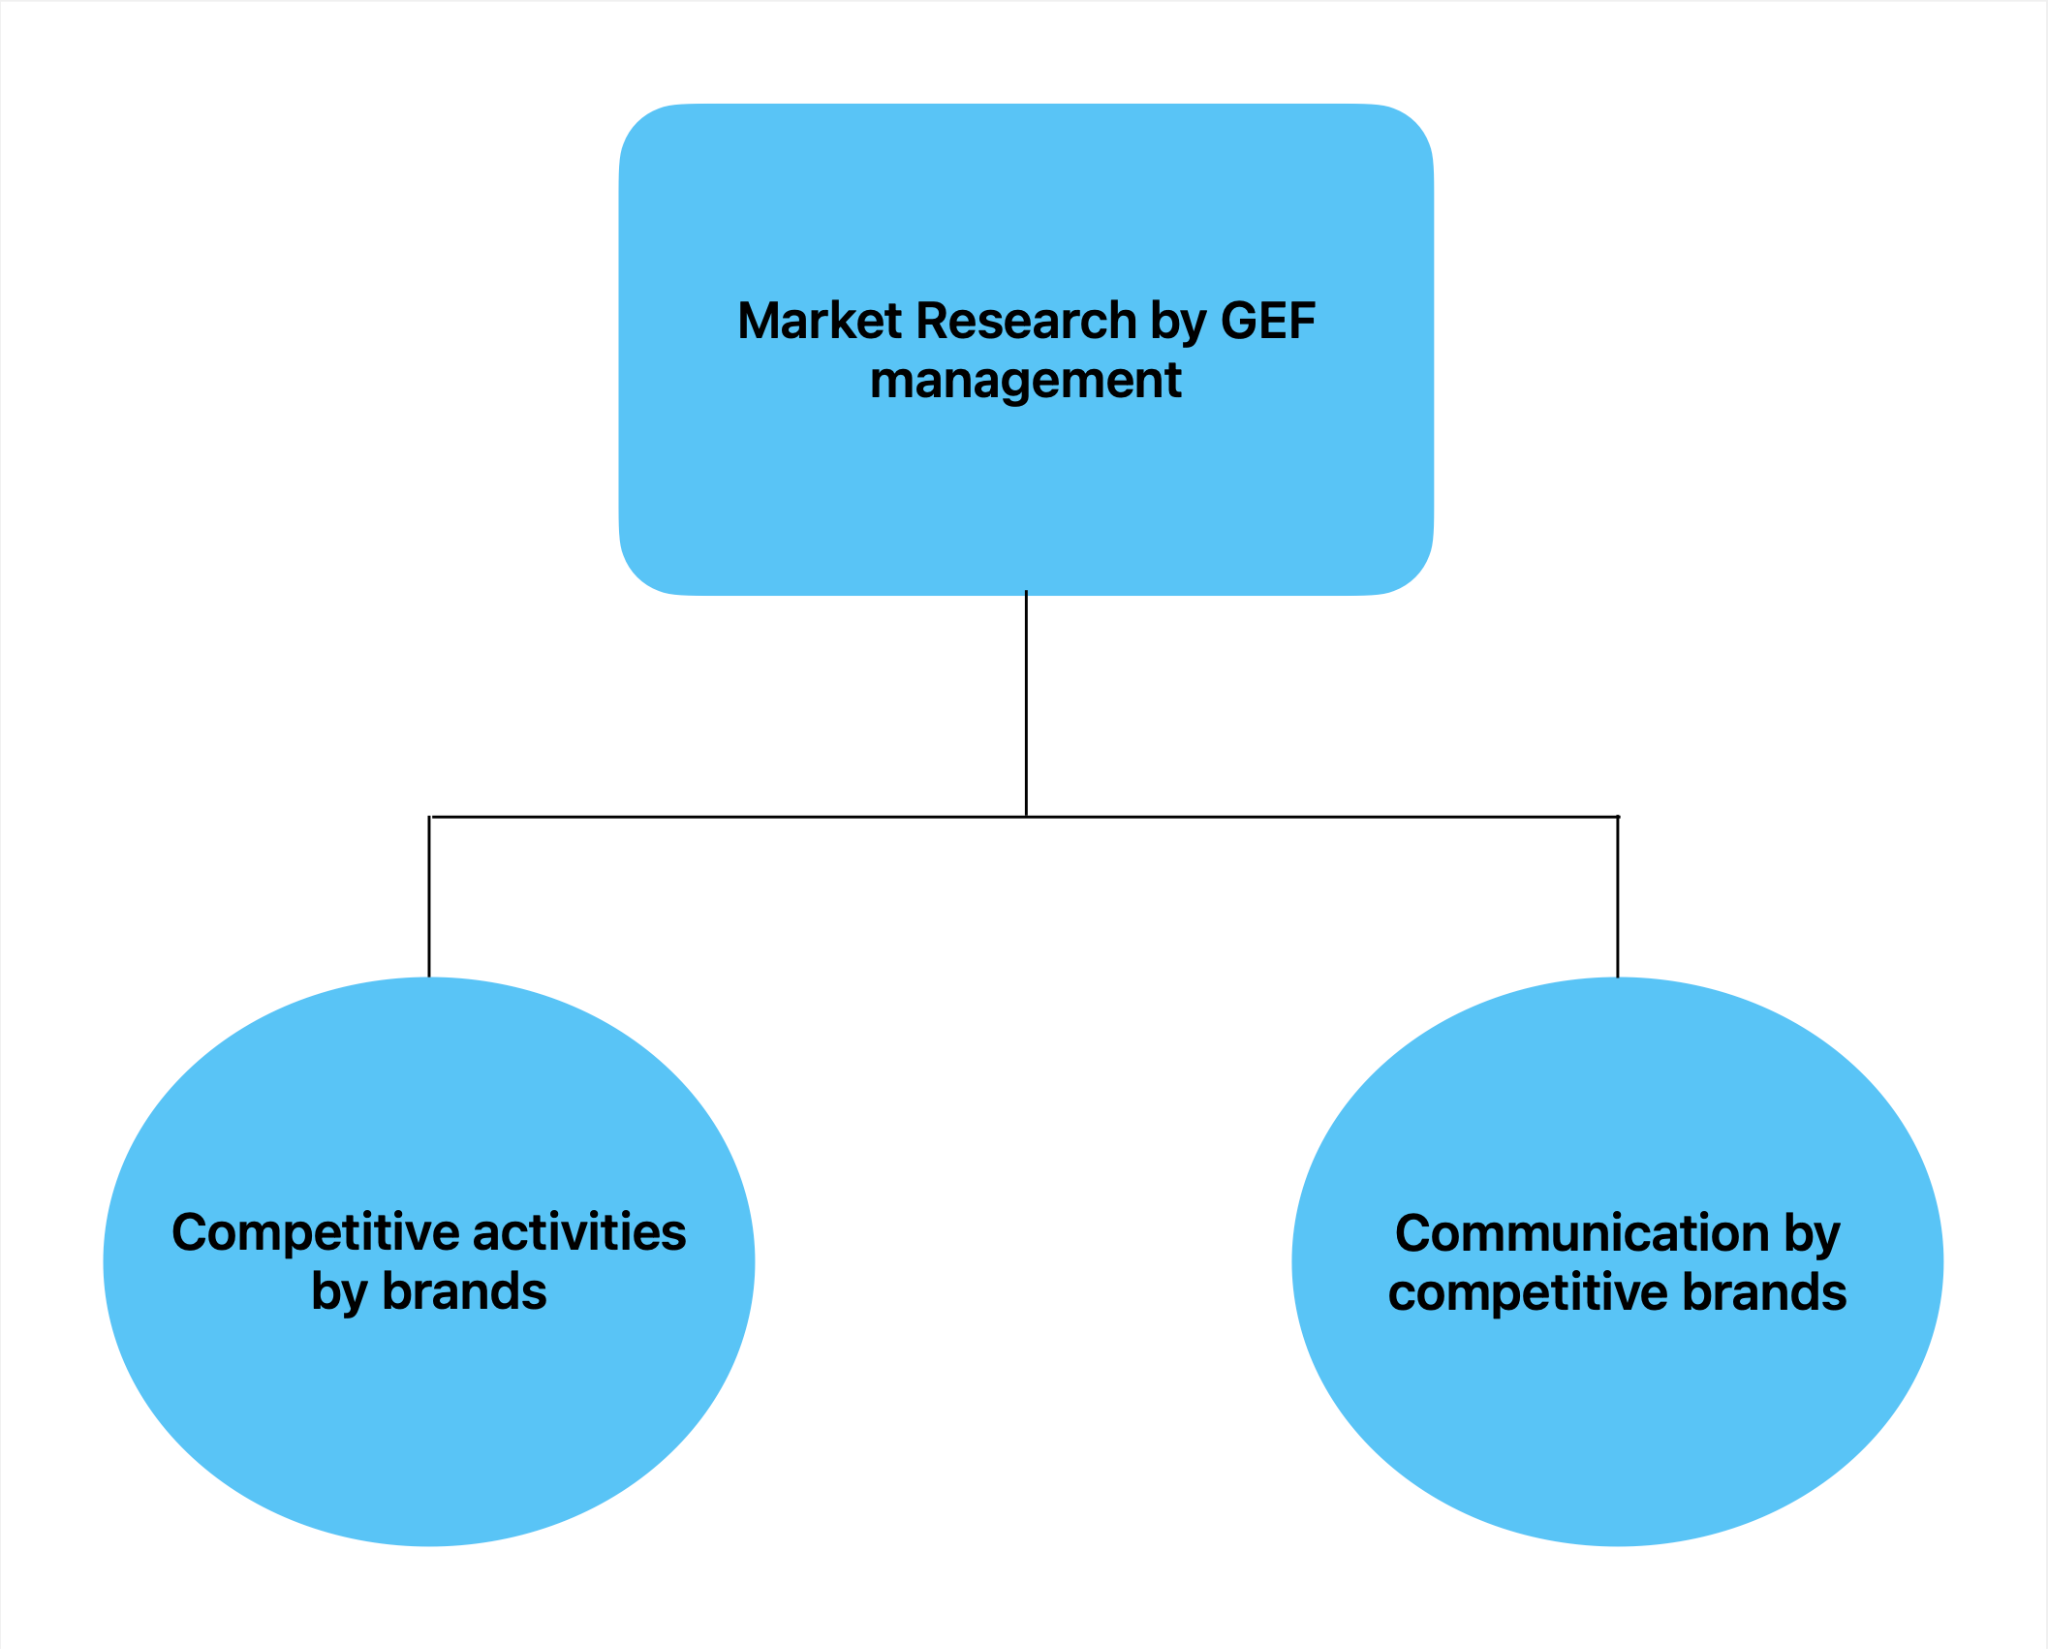 Market Research by GEF
management
Competitive activities
by brands
Communication by
competitive brands